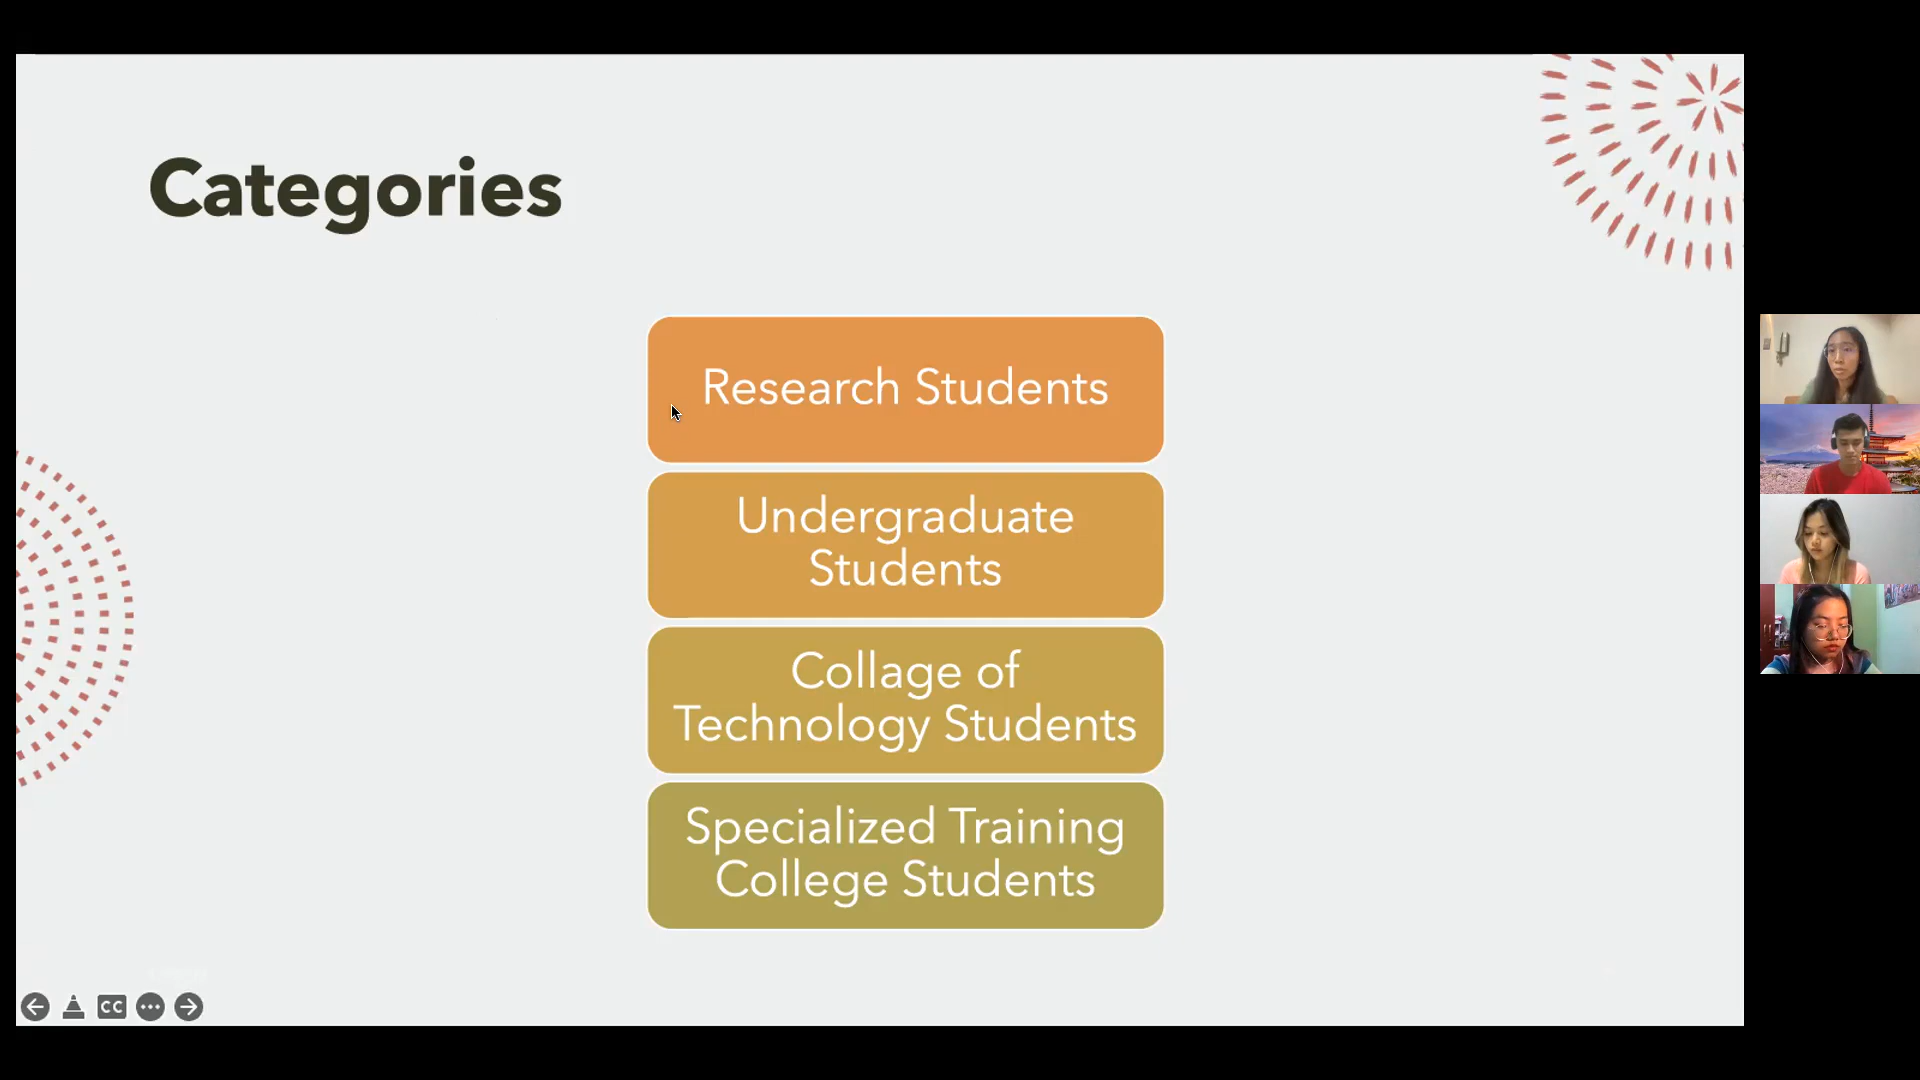 Categories
Research Students
Undergraduate
Students
Collage of
Technology Students
Specialized Training
College Students
CC